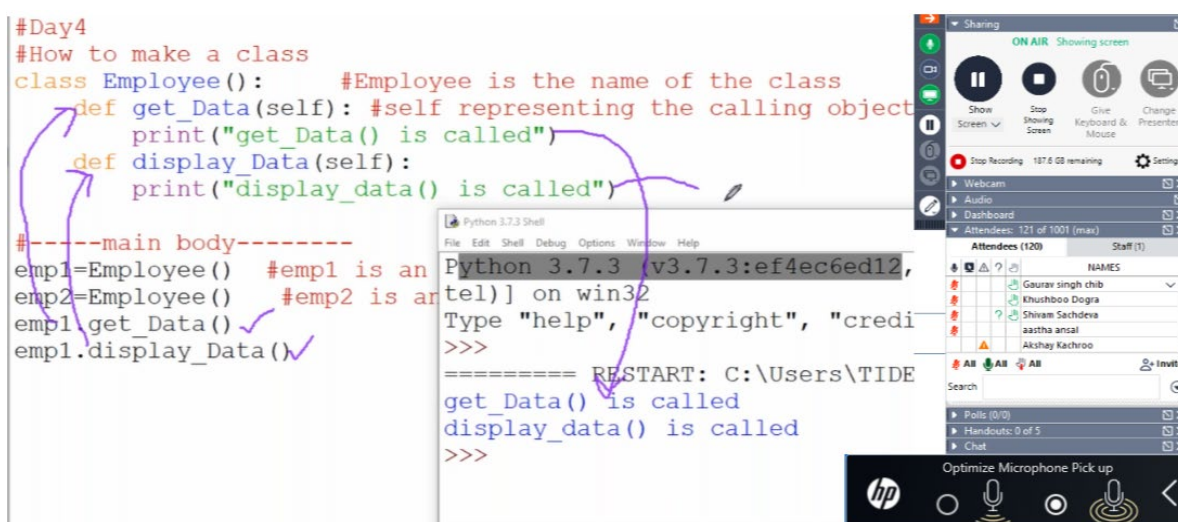 #Day4
#How to make a class
class Employee():      #Employee is the name of the class
    def get_Data(self): #self representing the calling object
        print("get_Data() is called")
    def display_Data(self):
        print("display_data() is called")
#-----main body--------
emp1=Employee()  #emp1 is an
emp2=Employee()   #emp2 is an
emp1.get_Data()
emp1.display_Data()
Python 3.7.3 Shell
File Edit Shell Debug Options Window Help
Python 3.7.3 (v3.7.3:ef4ec6ed12,
tel)] on win32
Type "help", "copyright", "credi
>>>
========= RESTART: C:\Users\TIDE
get_Data() is called
display_data() is called
>>>
Sharing
ON AIR Showing screen
Show Screen
Stop Showing Screen
Give Keyboard & Mouse
Change Presenter
Stop Recording 187.6 GB remaining
Setting
Webcam
Audio
Dashboard
Attendees: 121 of 1001 (max)
Attendees (120) Staff (1)
? NAMES
Gaurav singh chib
Khushboo Dogra
? Shivam Sachdeva
aastha ansal
Akshay Kachroo
All All All Invit
Search
Polls (0/0)
Handouts: 0 of 5
Chat
Optimize Microphone Pick up
hp